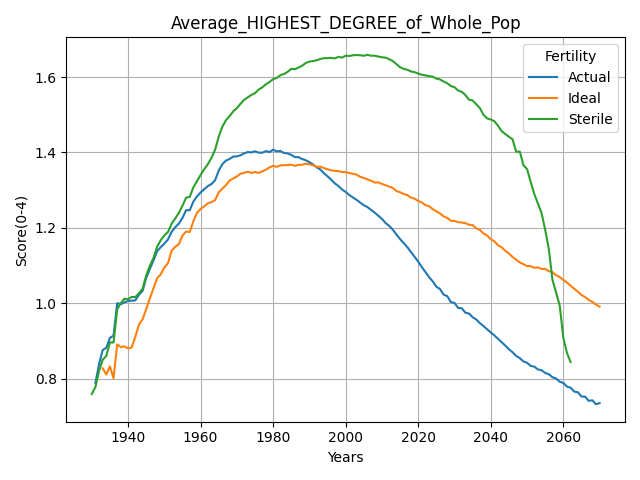 Average_HIGHEST_DEGREE_of_Whole_Pop
Fertility
Actual
Ideal
Sterile
Score(0-4)
1.6
1.4
1.2
1.0
0.8
1940 1960 1980 2000 2020 2040 2060
Years